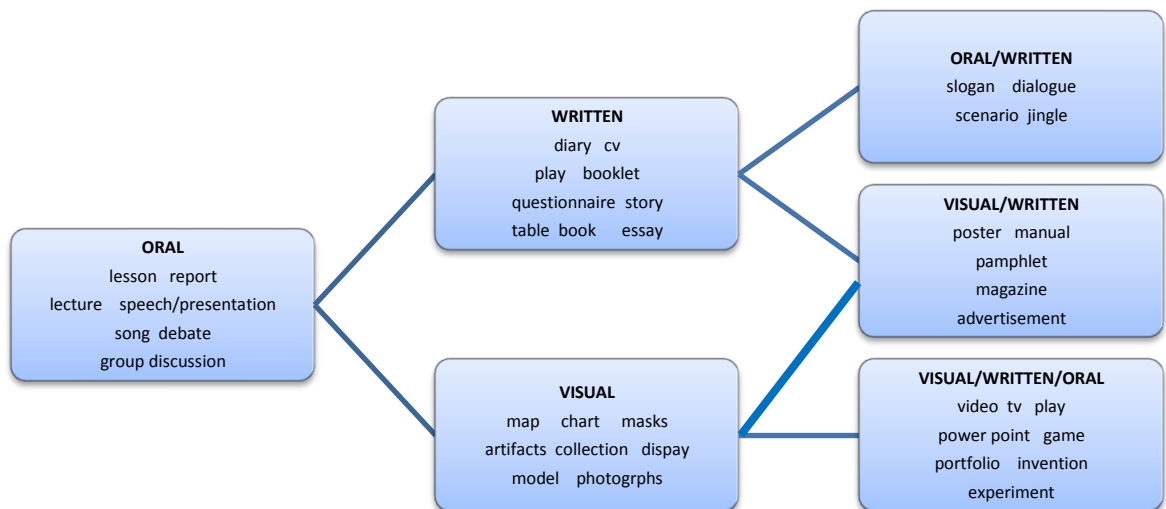 ORAL
lesson report
lecture speech/presentation
song debate
group discussion
WRITTEN
diary cv
play booklet
questionnaire story
table book essay
VISUAL
map chart masks
artifacts collection dispay
model photogrphs
ORAL/WRITTEN
slogan dialogue
scenario jingle
VISUAL/WRITTEN
poster manual
pamphlet
magazine
advertisement
VISUAL/WRITTEN/ORAL
video tv play
power point game
portfolio invention
experiment